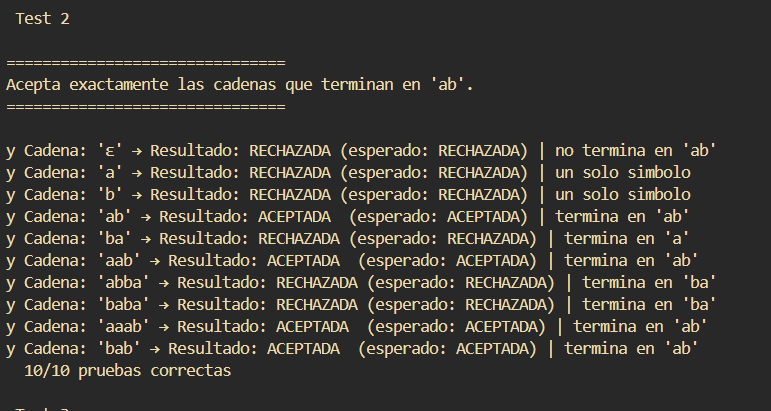 Test 2
===============================
Acepta exactamente las cadenas que terminan en 'ab'.
===============================
y Cadena: 'ε' → Resultado: RECHAZADA (esperado: RECHAZADA) | no termina en 'ab'
y Cadena: 'a' → Resultado: RECHAZADA (esperado: RECHAZADA) | un solo simbolo
y Cadena: 'b' → Resultado: RECHAZADA (esperado: RECHAZADA) | un solo simbolo
y Cadena: 'ab' → Resultado: ACEPTADA  (esperado: ACEPTADA) | termina en 'ab'
y Cadena: 'ba' → Resultado: RECHAZADA (esperado: RECHAZADA) | termina en 'a'
y Cadena: 'aab' → Resultado: ACEPTADA  (esperado: ACEPTADA) | termina en 'ab'
y Cadena: 'abba' → Resultado: RECHAZADA (esperado: RECHAZADA) | termina en 'ba'
y Cadena: 'baba' → Resultado: RECHAZADA (esperado: RECHAZADA) | termina en 'ba'
y Cadena: 'aaab' → Resultado: ACEPTADA  (esperado: ACEPTADA) | termina en 'ab'
y Cadena: 'bab' → Resultado: ACEPTADA  (esperado: ACEPTADA) | termina en 'ab'
10/10 pruebas correctas